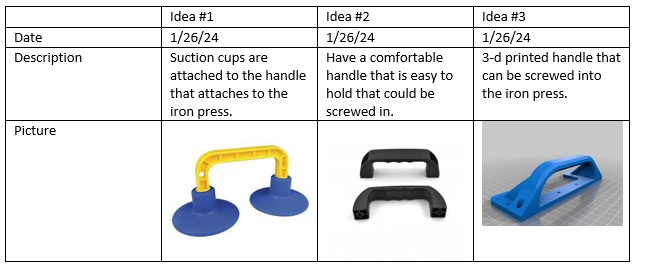 Idea #1 Idea #2 Idea #3
Date 1/26/24 1/26/24 1/26/24
Description Suction cups are Have a comfortable 3-d printed handle that
attached to the handle handle that is easy to can be screwed into
that attaches to the hold that could be the iron press.
iron press. screwed in.
Picture